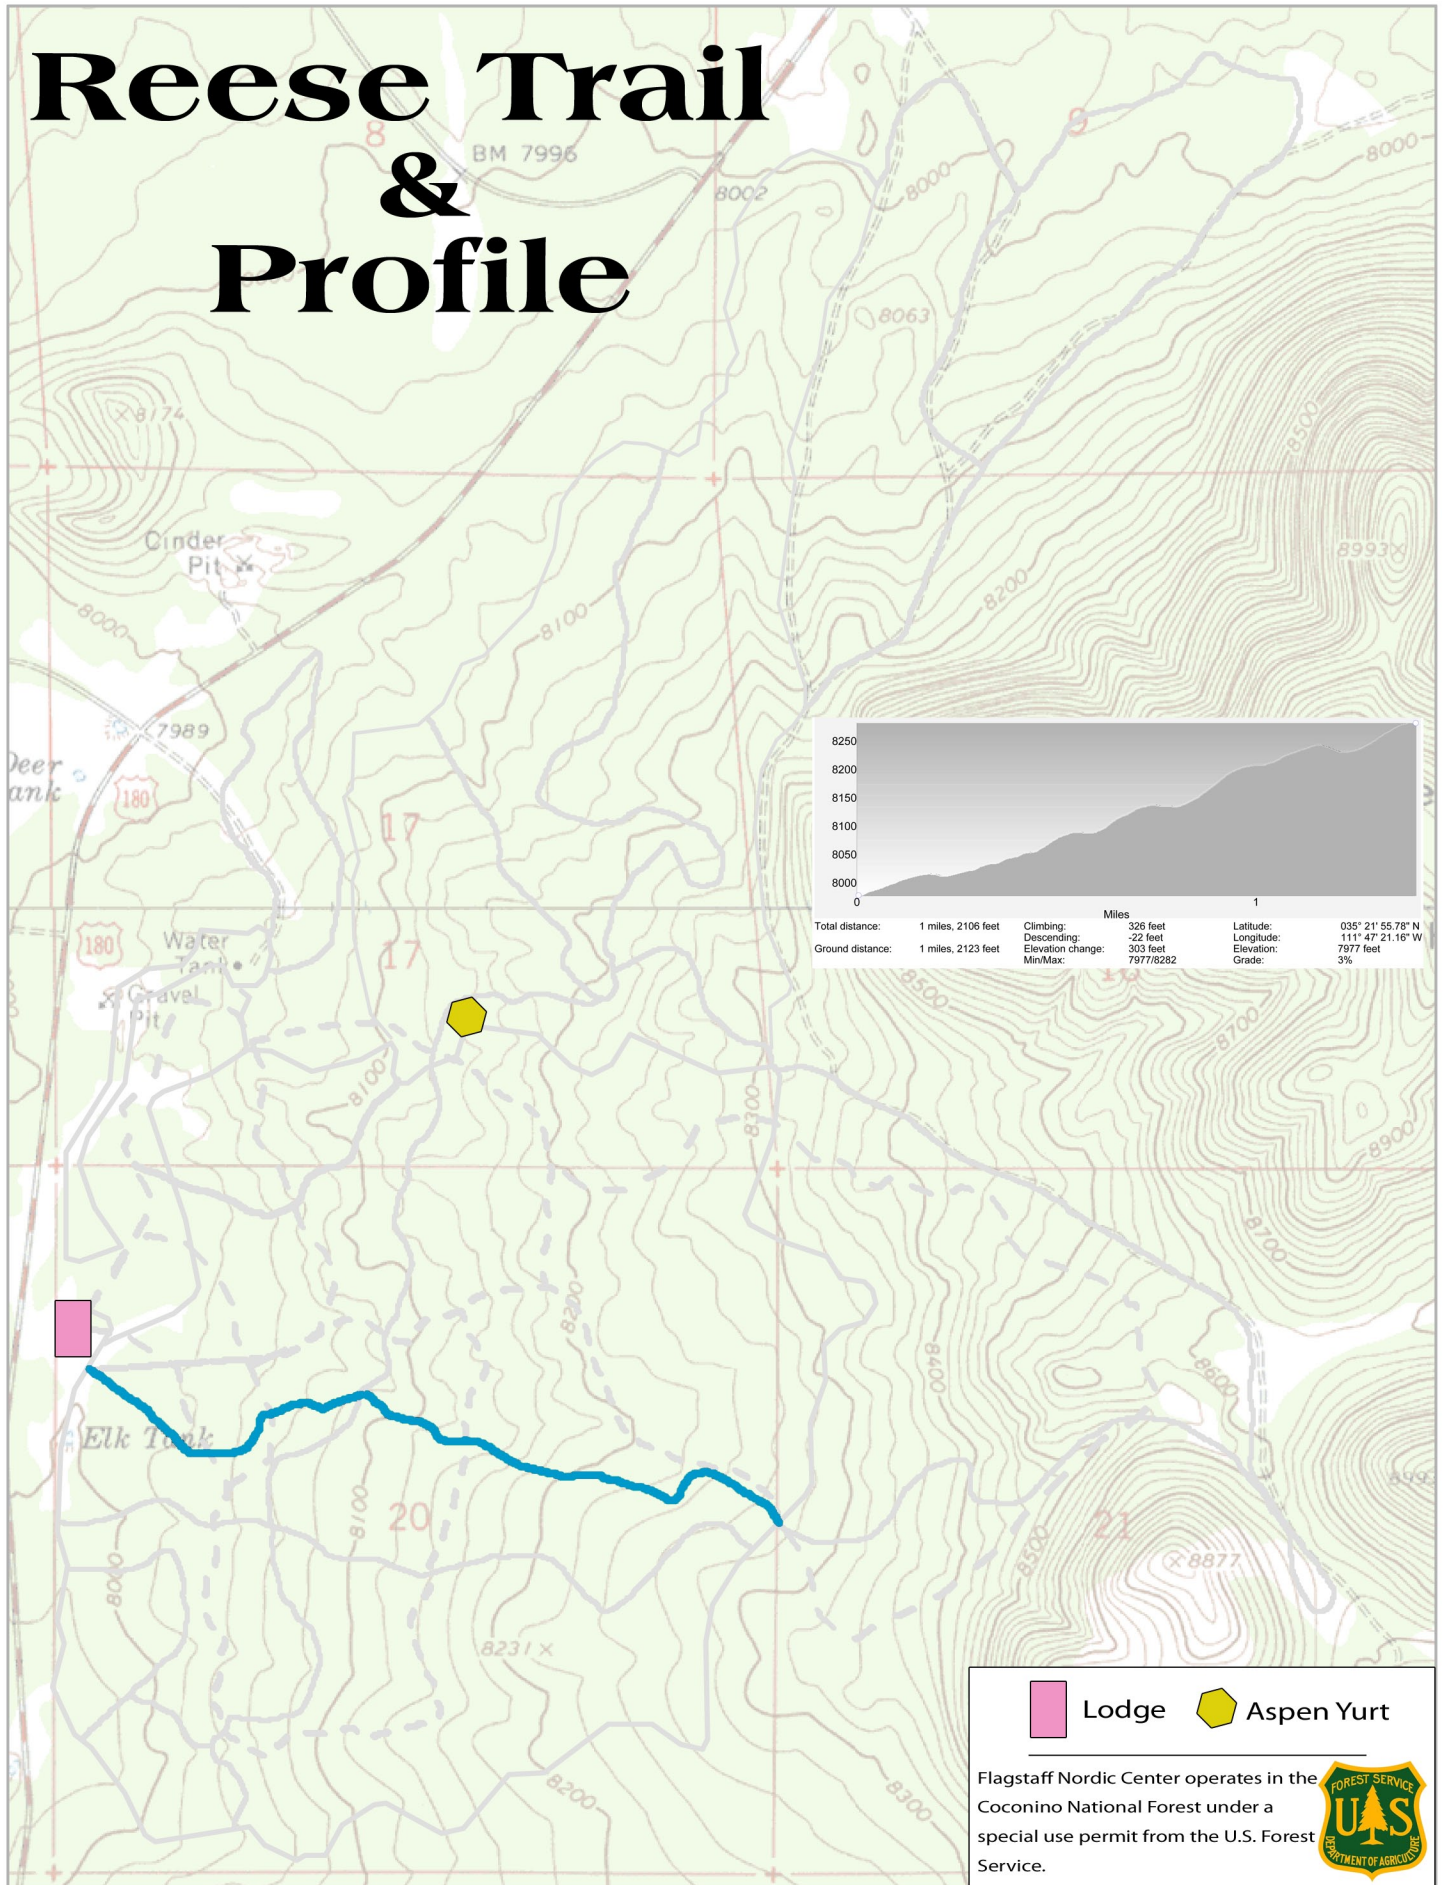 Reese Trail
&
Profile
8
9
BM 7996
8002
8000
8000
8063
8174
8500
Cinder
Pit
8993
8000
8100
8200
7989
Deer
Tank
180
17
8250
8200
8150
8100
8050
8000
0
1
Miles
Total distance: 1 miles, 2106 feet Climbing: 326 feet Latitude: 035° 21' 55.78" N
Descending: -22 feet Longitude: 111° 47' 21.16" W
Ground distance: 1 miles, 2123 feet Elevation change: 303 feet Elevation: 7977 feet
Min/Max: 7977/8282 Grade: 3%
180
Water
Tank
17
Gravel
Pit
8500
8700
8100
8300
8900
8700
8200
8400
8600
Elk Tank
8100
20
21
8500
8877
8000
8231
8200
8300
Lodge Aspen Yurt
Flagstaff Nordic Center operates in the
Coconino National Forest under a
special use permit from the U.S. Forest
Service.
FOREST SERVICE
U S
DEPARTMENT OF AGRICULTURE